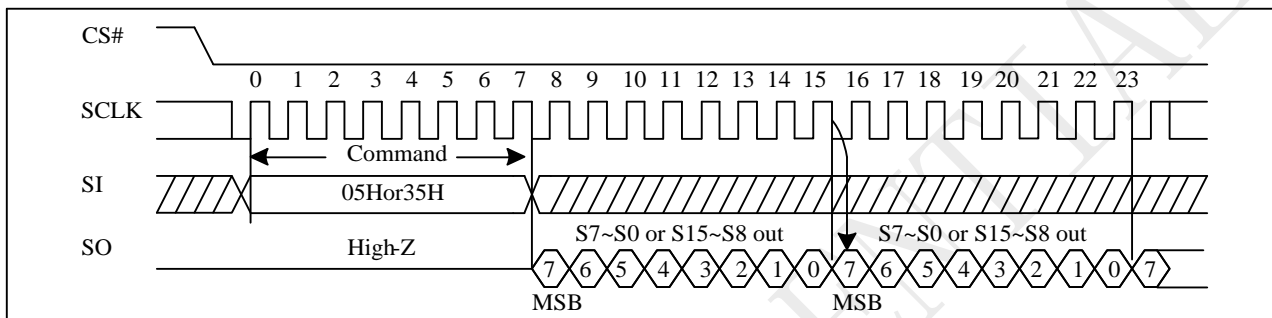 CS#
0 1 2 3 4 5 6 7 8 9 10 11 12 13 14 15 16 17 18 19 20 21 22 23
SCLK
Command
SI
05Hor35H
S7~S0 or S15~S8 out S7~S0 or S15~S8 out
SO
High-Z
7 6 5 4 3 2 1 0 7 6 5 4 3 2 1 0 7
MSB MSB